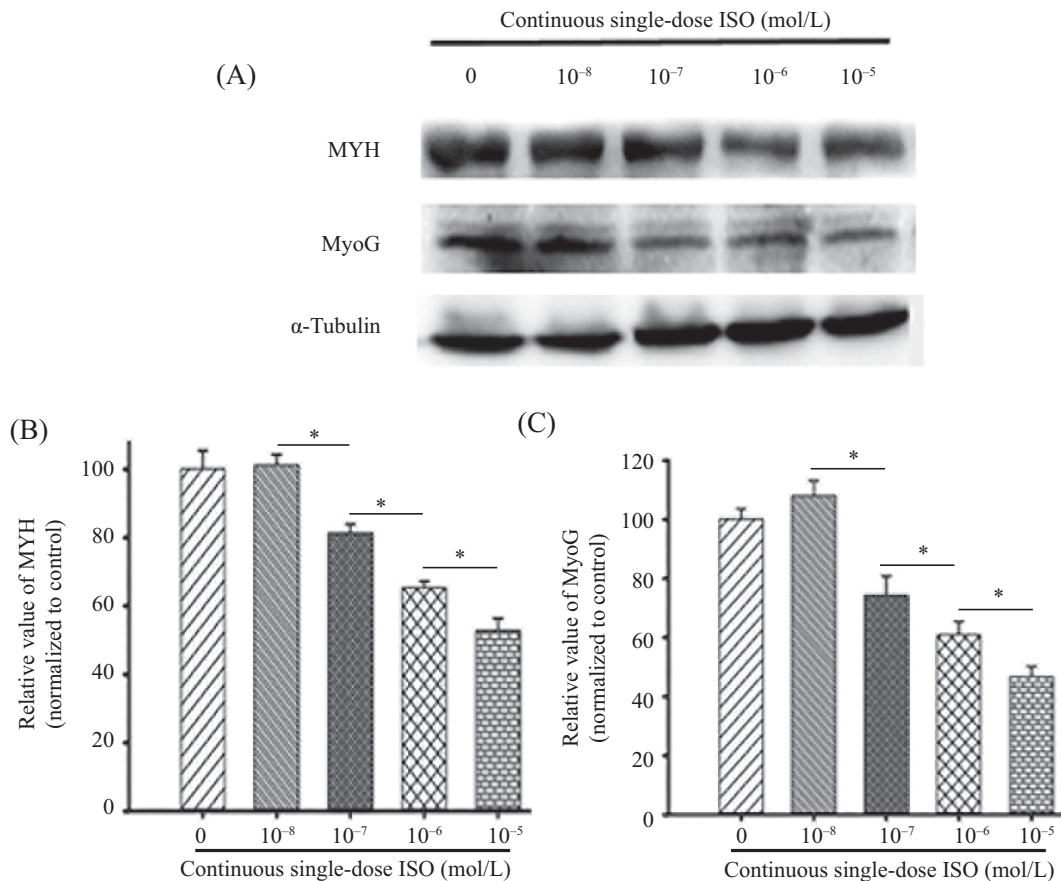 Continuous single-dose ISO (mol/L)
(A)
0 10⁻⁸ 10⁻⁷ 10⁻⁶ 10⁻⁵
MYH
MyoG
α-Tubulin
(B)
Relative value of MYH
(normalized to control)
100
80
60
40
20
0
* * *
0 10⁻⁸ 10⁻⁷ 10⁻⁶ 10⁻⁵
Continuous single-dose ISO (mol/L)
(C)
Relative value of MyoG
(normalized to control)
120
100
80
60
40
20
0
* * *
0 10⁻⁸ 10⁻⁷ 10⁻⁶ 10⁻⁵
Continuous single-dose ISO (mol/L)